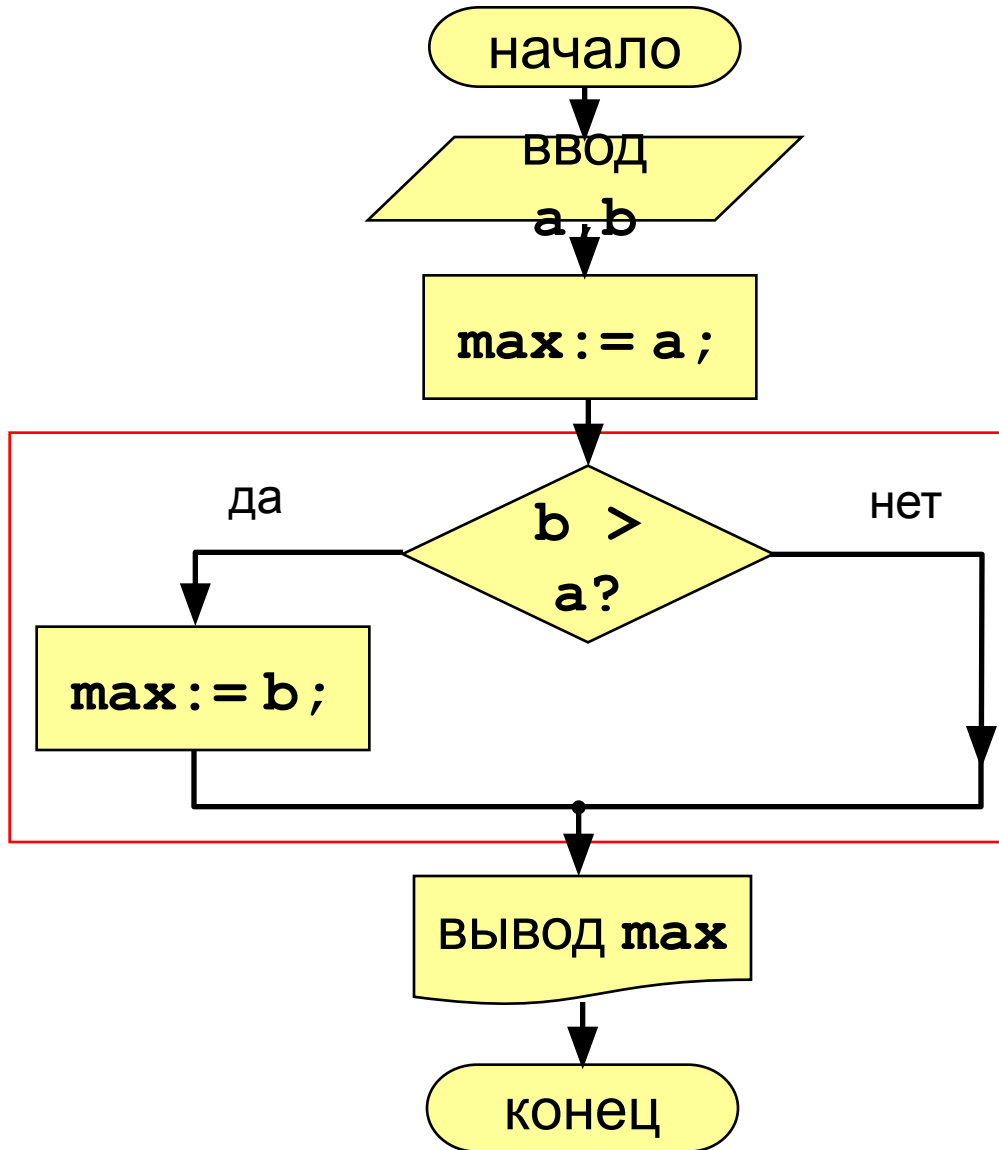 начало
ввод
a,b
max:= a;
да
нет
b >
a?
max:= b;
вывод max
конец